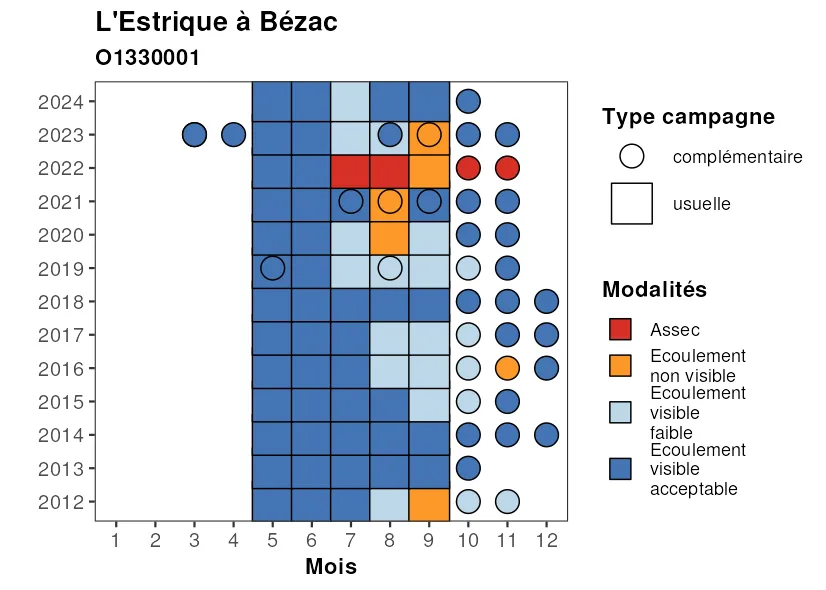 L'Estrique à Bézac
O1330001
2024
2023
2022
2021
2020
2019
2018
2017
2016
2015
2014
2013
2012
1 2 3 4 5 6 7 8 9 10 11 12
Mois
Type campagne
complémentaire
usuelle
Modalités
Assec
Ecoulement
non visible
Ecoulement
visible
faible
Ecoulement
visible
acceptable